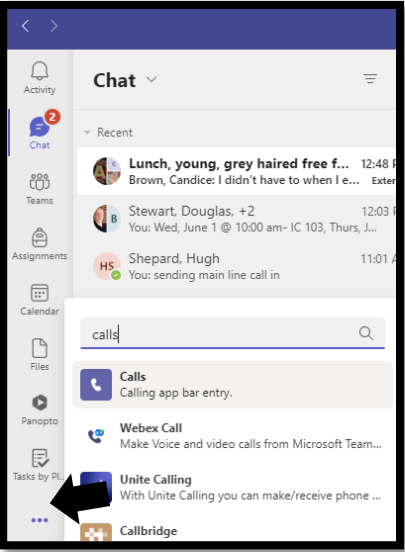 Activity
2
Chat
Teams
Assignments
Calendar
Files
Panopto
Tasks by Pl...
Chat
Recent
Lunch, young, grey haired free f... 12:48
Brown, Candice: I didn't have to when I e... Exter
B
Stewart, Douglas, +2 12:03
You: Wed, June 1 @ 10:00 am- IC 103, Thurs, J...
HS
Shepard, Hugh 11:01
You: sending main line call in
calls
Calls
Calling app bar entry.
Webex Call
Make Voice and video calls from Microsoft Team...
Unite Calling
With Unite Calling you can make/receive phone ...
Callbridge